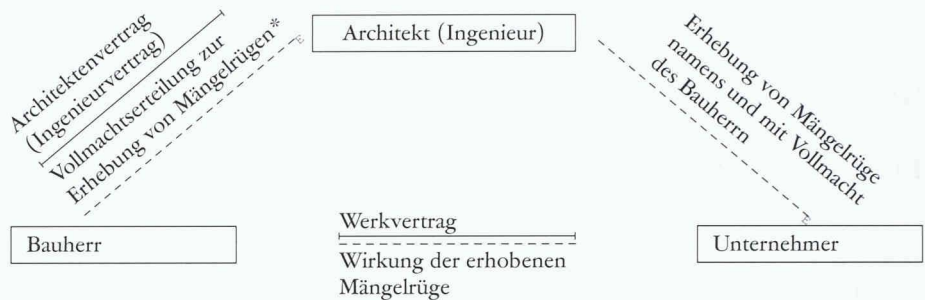 Architekt (Ingenieur)
Architektenvertrag
(Ingenieurvertrag)
Vollmachtserteilung zur
Erhebung von Mängelrügen*
Erhebung von Mängelrüge
namens und mit Vollmacht
des Bauherrn
Bauherr
Werkvertrag
Wirkung der erhobenen
Mängelrüge
Unternehmer